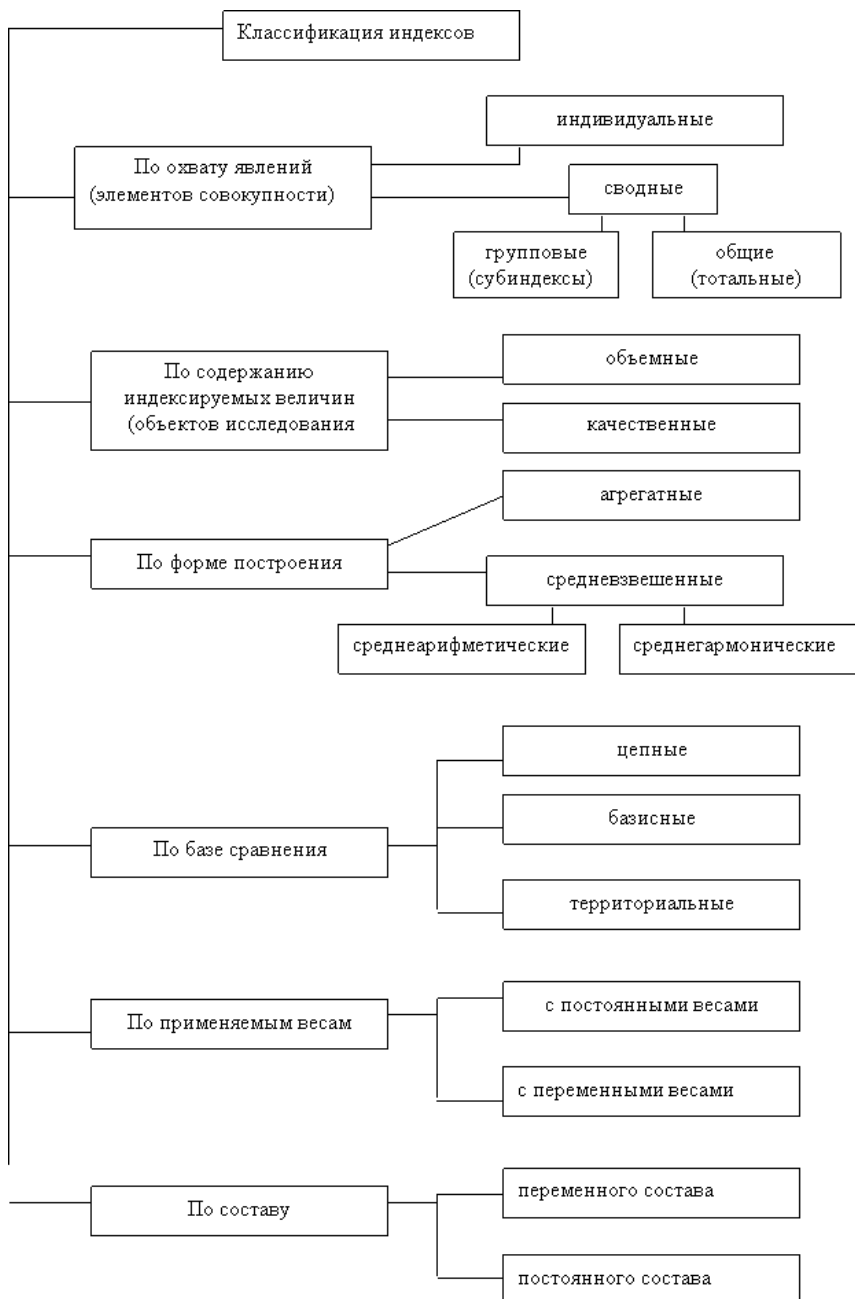 Классификация индексов
индивидуальные
По охвату явлений
(элементов совокупности)
сводные
групповые
(субиндексы)
общие
(тотальные)
По содержанию
индексируемых величин
(объектов исследования
объемные
качественные
агрегатные
По форме построения
средневзвешенные
среднеарифметические
среднегармонические
цепные
базисные
По базе сравнения
территориальные
с постоянными весами
По применяемым весам
с переменными весами
переменного состава
По составу
постоянного состава